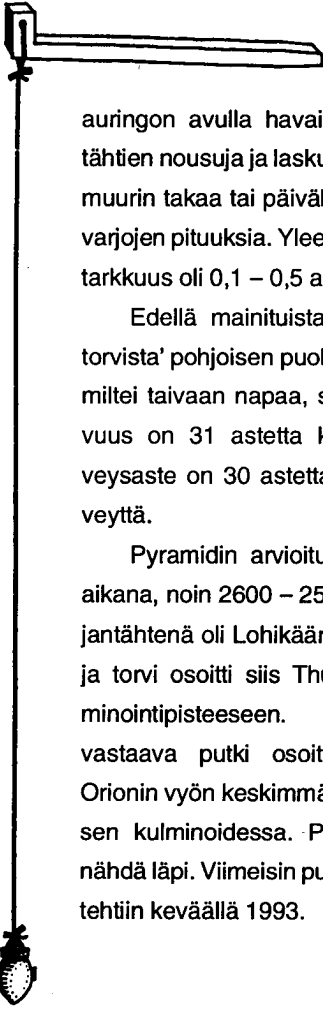 auringon avulla havai
tähtien nousuja ja lasku
muurin takaa tai päiväl
varjojen pituuksia. Ylee
tarkkuus oli 0,1 – 0,5 a
Edellä mainituista
torvista' pohjoisen puol
miltei taivaan napaa, s
vuus on 31 astetta k
veysaste on 30 astetta
veyttä.
Pyramidin arvioitu
aikana, noin 2600 – 25
jantähtenä oli Lohikäär
ja torvi osoitti siis Thu
minointipisteeseen.
vastaava putki osoit
Orionin vyön keskimmä
sen kulminoidessa. P
nähdä läpi. Viimeisin pu
tehtiin keväällä 1993.